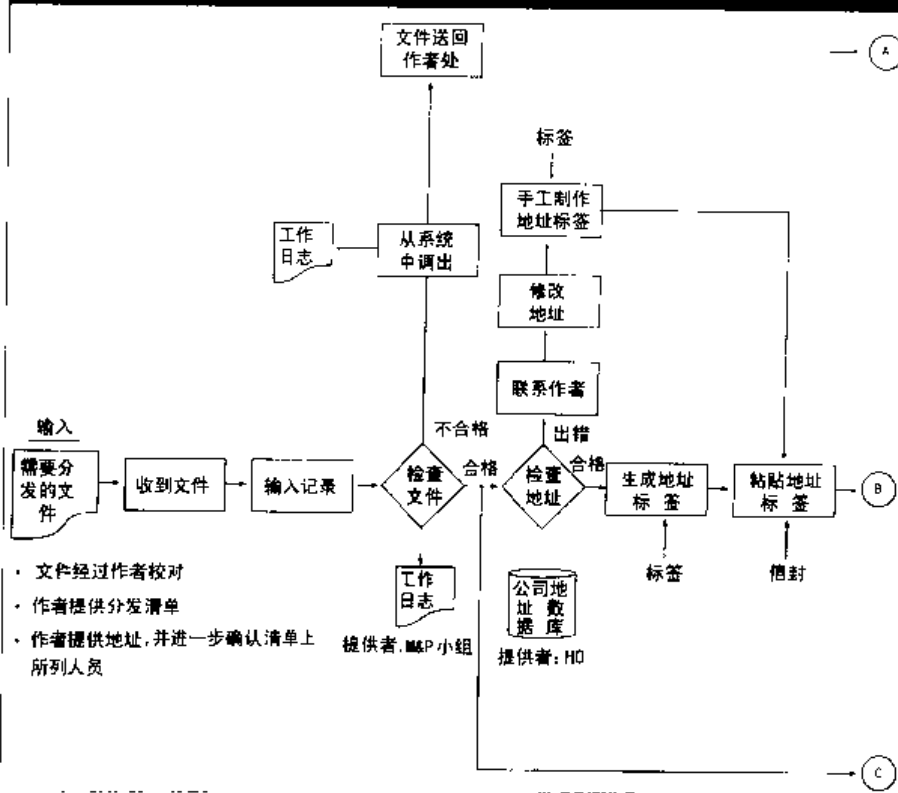 文件送回
作者处
A
标签
手工制作
地址标签
工作
日志
从系统
中调出
修改
地址
联系作者
输入
不合格
出错
需要分
发的文
件
收到文件
输入记录
检查
文件
合格
检查
地址
合格
生成地址
标 签
粘贴地址
标 签
B
标签
信封
· 文件经过作者校对
· 作者提供分发清单
· 作者提供地址,并进一步确认清单上
所列人员
工作
日志
提供者.M&P小组
公司地
址 数
据 库
提供者:HO
C